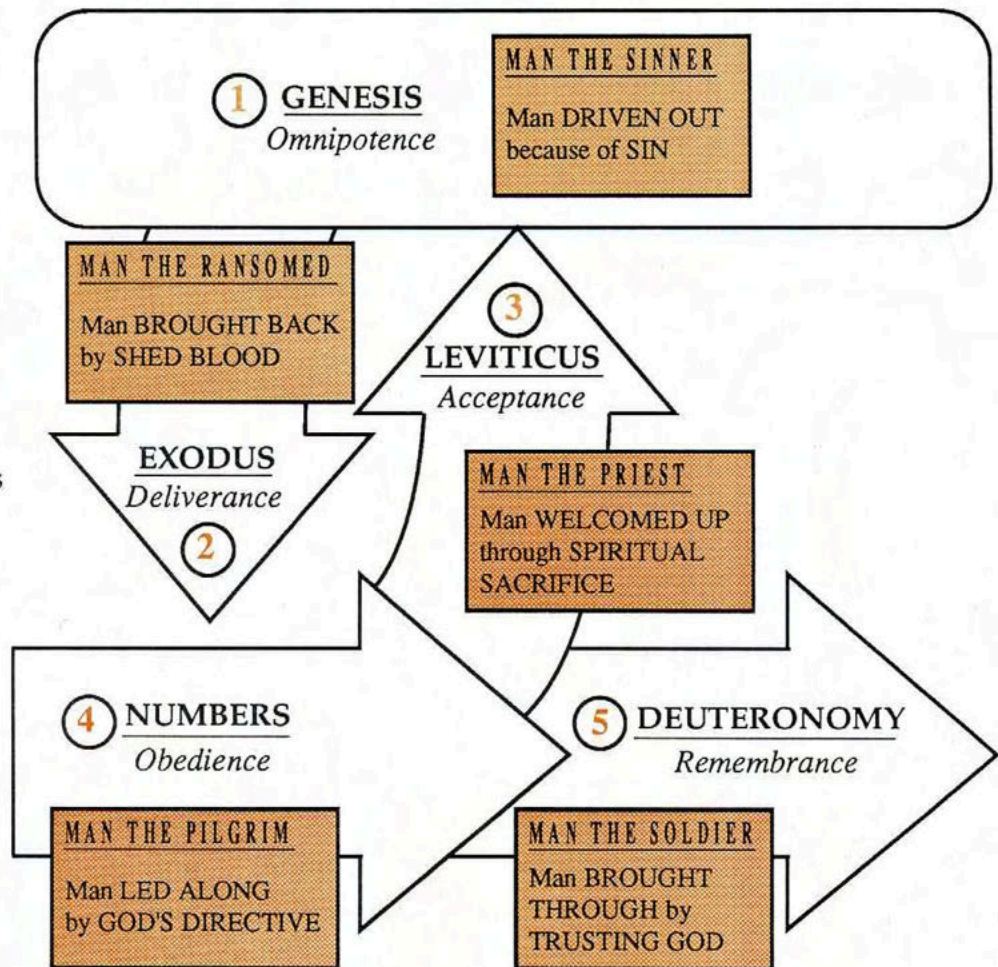 1 GENESIS
Omnipotence
MAN THE SINNER
Man DRIVEN OUT
because of SIN
MAN THE RANSOMED
Man BROUGHT BACK
by SHED BLOOD
EXODUS
Deliverance
2
3
LEVITICUS
Acceptance
MAN THE PRIEST
Man WELCOMED UP
through SPIRITUAL
SACRIFICE
4 NUMBERS
Obedience
MAN THE PILGRIM
Man LED ALONG
by GOD'S DIRECTIVE
5 DEUTERONOMY
Remembrance
MAN THE SOLDIER
Man BROUGHT
THROUGH by
TRUSTING GOD